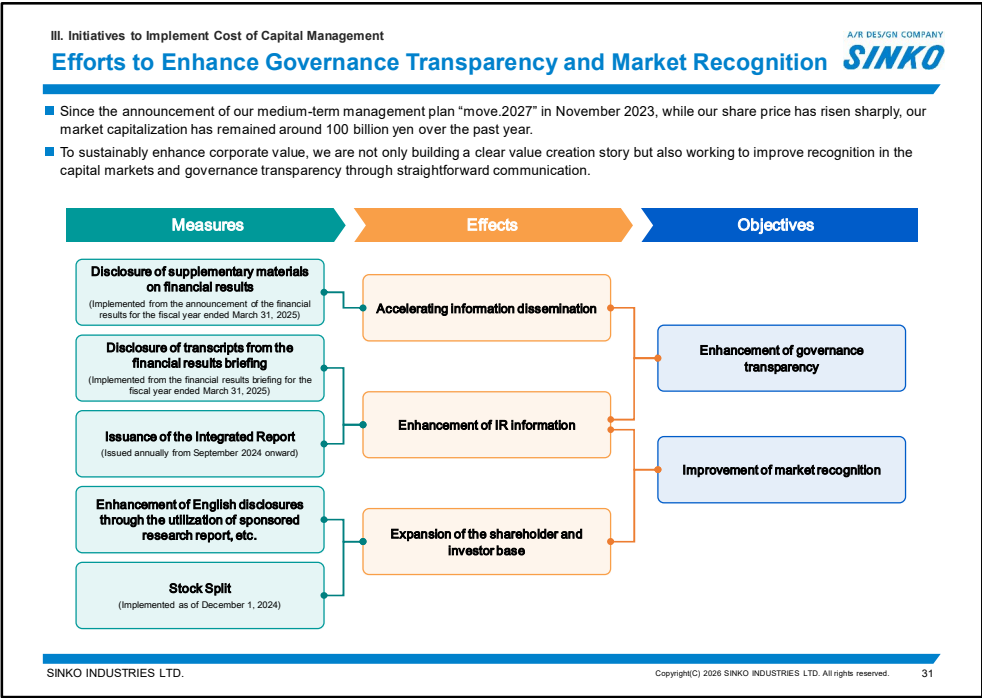 III. Initiatives to Implement Cost of Capital Management
Efforts to Enhance Governance Transparency and Market Recognition
A/R DESIGN COMPANY
SINKO
Since the announcement of our medium-term management plan “move.2027” in November 2023, while our share price has risen sharply, our
market capitalization has remained around 100 billion yen over the past year.
To sustainably enhance corporate value, we are not only building a clear value creation story but also working to improve recognition in the
capital markets and governance transparency through straightforward communication.
Measures
Effects
Objectives
Disclosure of supplementary materials
on financial results
(Implemented from the announcement of the financial
results for the fiscal year ended March 31, 2025)
Disclosure of transcripts from the
financial results briefing
(Implemented from the financial results briefing for the
fiscal year ended March 31, 2025)
Issuance of the Integrated Report
(Issued annually from September 2024 onward)
Enhancement of English disclosures
through the utilization of sponsored
research report, etc.
Stock Split
(Implemented as of December 1, 2024)
Accelerating information dissemination
Enhancement of IR information
Expansion of the shareholder and
investor base
Enhancement of governance
transparency
Improvement of market recognition
SINKO INDUSTRIES LTD.
Copyright(C) 2026 SINKO INDUSTRIES LTD. All rights reserved.
31